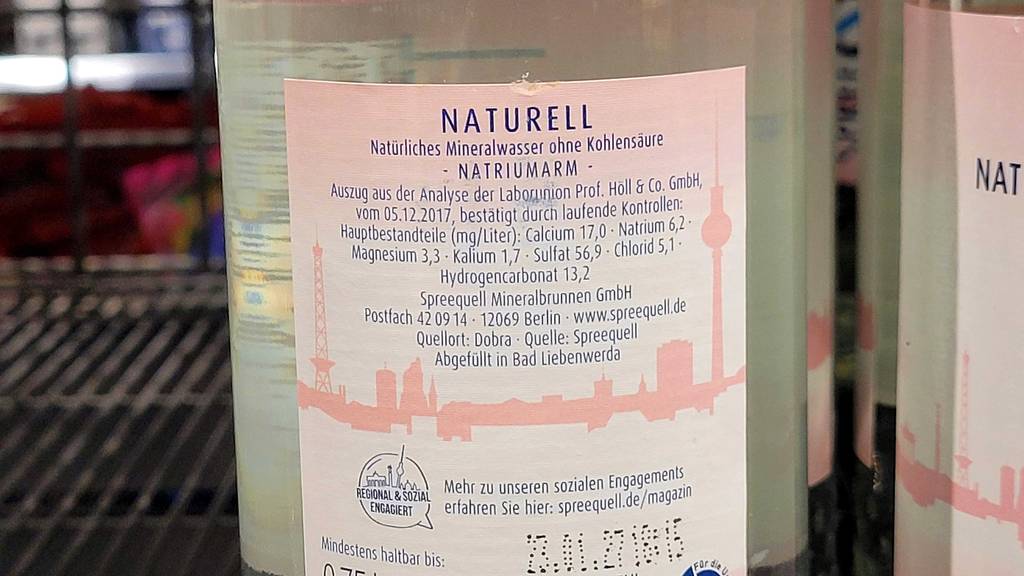 NATURELL
Natürliches Mineralwasser ohne Kohlensäure
- NATRIUMARM -
Auszug aus der Analyse der Laborunion Prof. Höll & Co. GmbH,
vom 05.12.2017, bestätigt durch laufende Kontrollen:
Hauptbestandteile (mg/Liter): Calcium 17,0 · Natrium 6,2 ·
Magnesium 3,3 · Kalium 1,7 · Sulfat 56,9 · Chlorid 5,1 ·
Hydrogencarbonat 13,2
Spreequell Mineralbrunnen GmbH
Postfach 42 09 14 · 12069 Berlin · www.spreequell.de
Quellort: Dobra · Quelle: Spreequell
Abgefüllt in Bad Liebenwerda
REGIONAL & SOZIAL
ENGAGIERT
Mehr zu unseren sozialen Engagements
erfahren Sie hier: spreequell.de/magazin
Mindestens haltbar bis:
23.01.27 16:15
Für die U
NAT